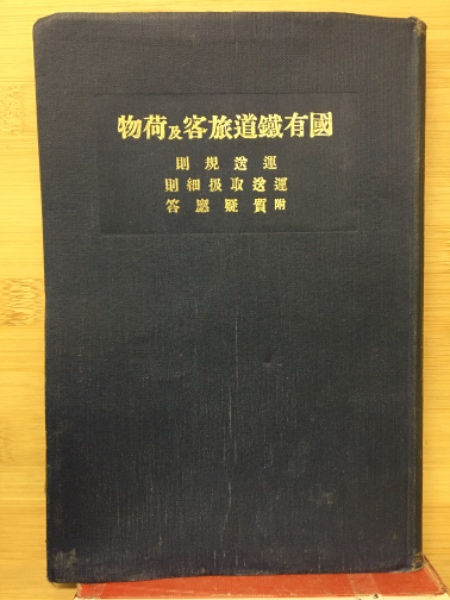 國有鐵道旅客及荷物
運送規則
運送取扱細則
附質疑應答